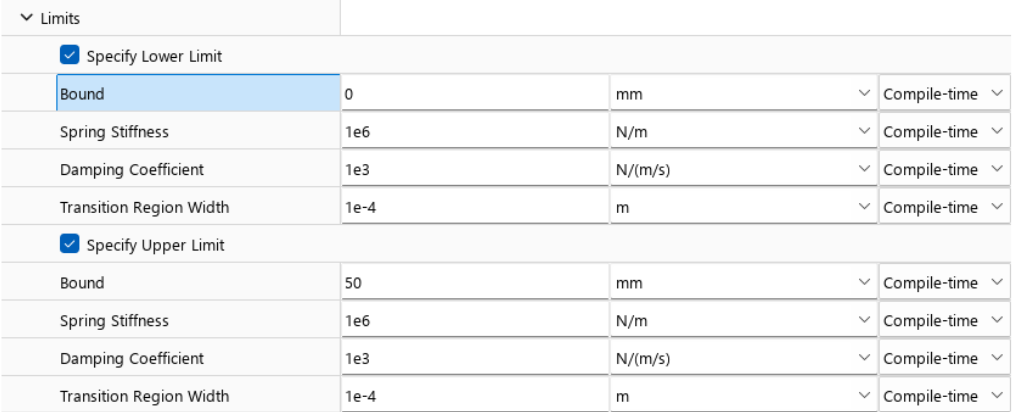 Limits
Specify Lower Limit
Bound 0 mm Compile-time
Spring Stiffness 1e6 N/m Compile-time
Damping Coefficient 1e3 N/(m/s) Compile-time
Transition Region Width 1e-4 m Compile-time
Specify Upper Limit
Bound 50 mm Compile-time
Spring Stiffness 1e6 N/m Compile-time
Damping Coefficient 1e3 N/(m/s) Compile-time
Transition Region Width 1e-4 m Compile-time